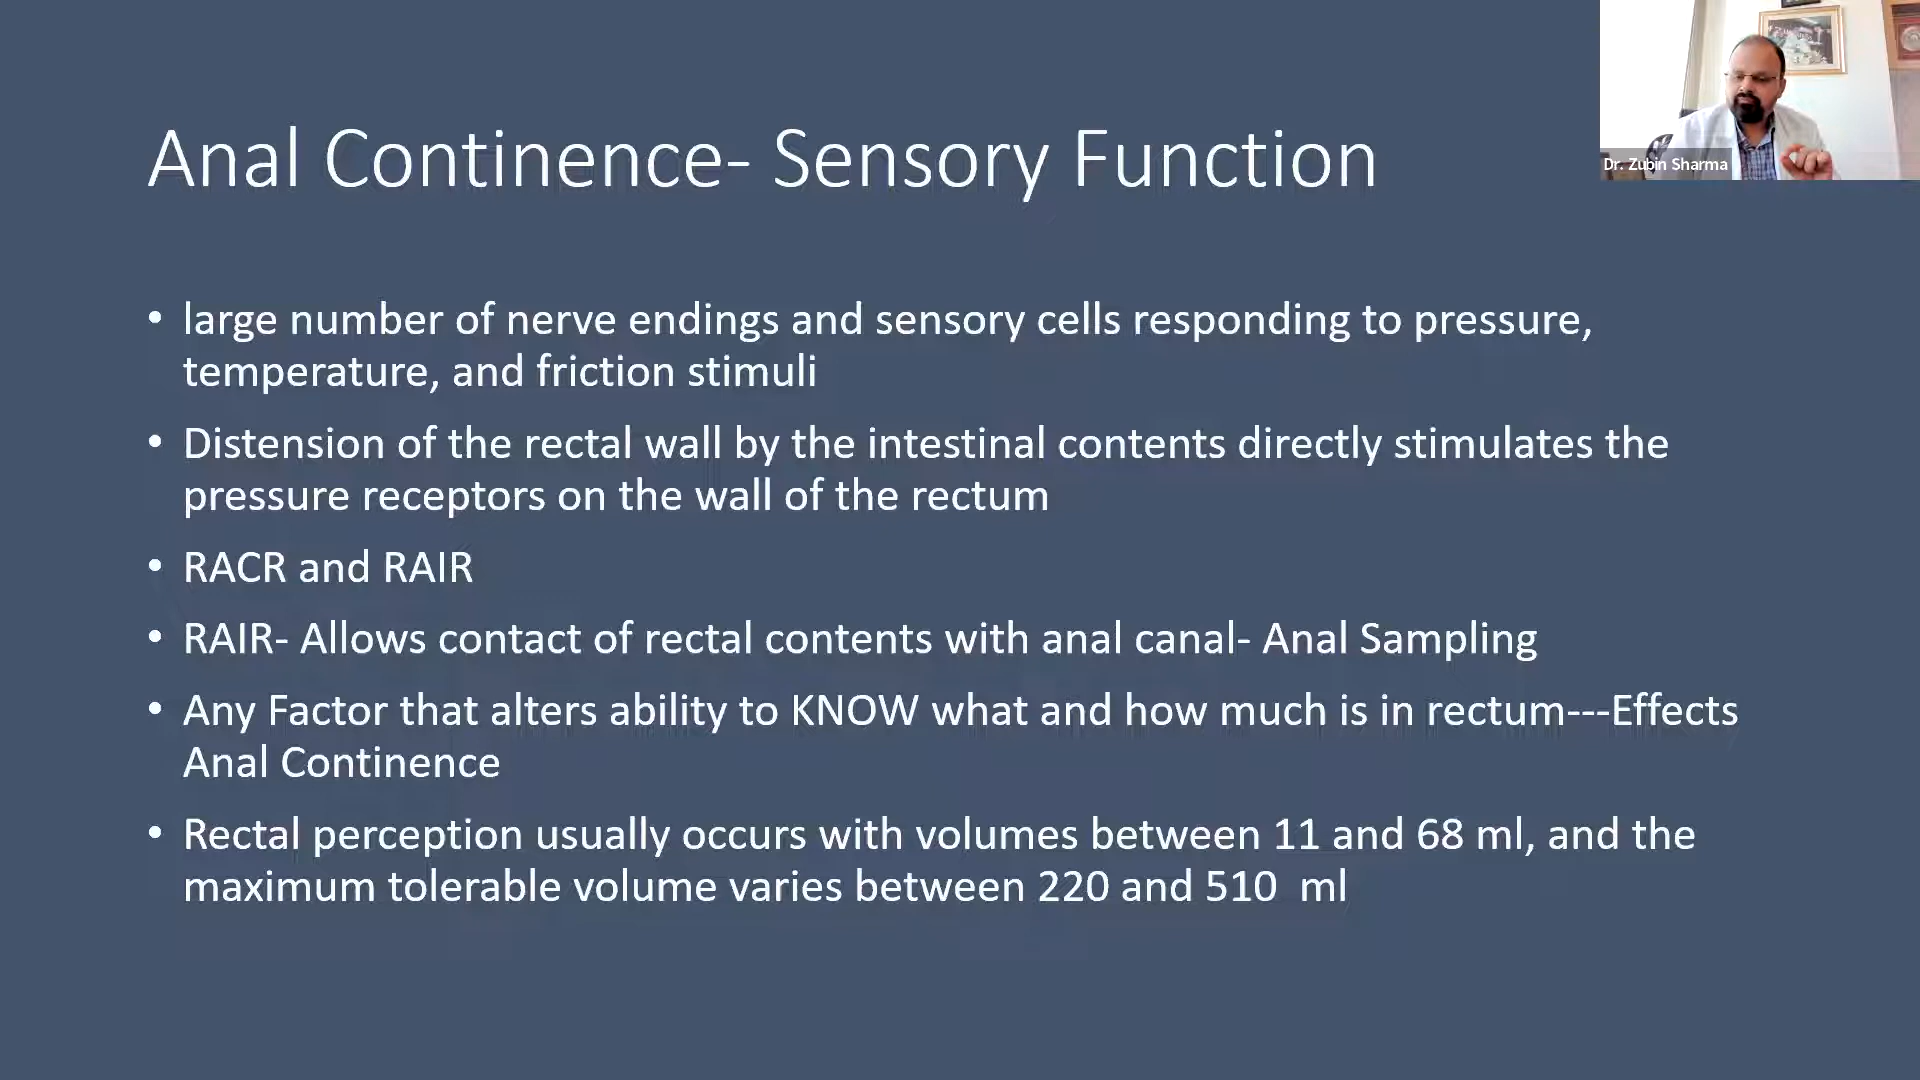 Anal Continence- Sensory Function
Dr. Zubin Sharma
• large number of nerve endings and sensory cells responding to pressure,
temperature, and friction stimuli
• Distension of the rectal wall by the intestinal contents directly stimulates the
pressure receptors on the wall of the rectum
• RACR and RAIR
• RAIR- Allows contact of rectal contents with anal canal- Anal Sampling
• Any Factor that alters ability to KNOW what and how much is in rectum---Effects
Anal Continence
• Rectal perception usually occurs with volumes between 11 and 68 ml, and the
maximum tolerable volume varies between 220 and 510  ml